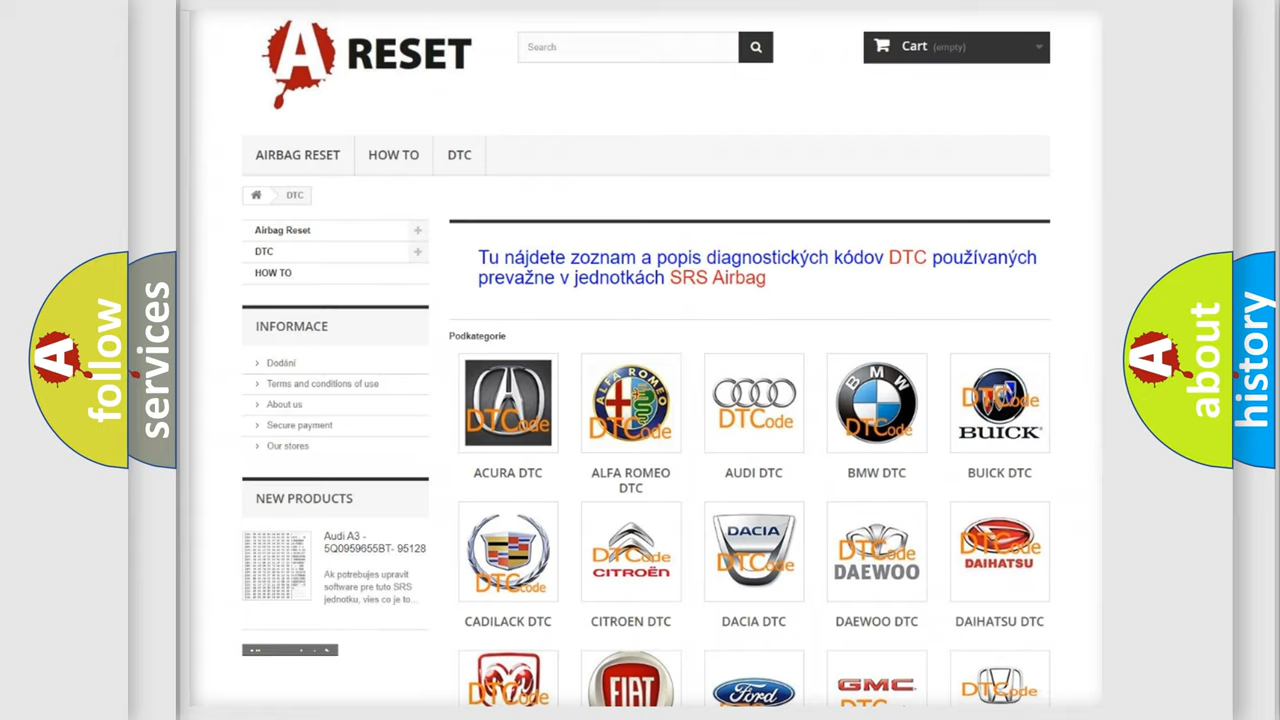 A RESET
Search
Cart (empty)
AIRBAG RESET
HOW TO
DTC
DTC
Airbag Reset
DTC
HOW TO
Tu nájdete zoznam a popis diagnostických kódov DTC používaných
prevažne v jednotkách SRS Airbag
INFORMACE
Dodání
Terms and conditions of use
About us
Secure payment
Our stores
NEW PRODUCTS
Audi A3 -
5Q0959655BT- 95128
Ak potrebujes upravit
software pre tuto SRS
jednotku, vies co je to...
Podkategorie
DTCode
ALFA ROMEO
DTCode
DTCode
BMW
DTCode
DTCode
BUICK
ACURA DTC
ALFA ROMEO
DTC
AUDI DTC
BMW DTC
BUICK DTC
DTCode
DTCode
CITROËN
DACIA
DTCode
DTCode
DAEWOO
DTCode
DAIHATSU
CADILACK DTC
CITROEN DTC
DACIA DTC
DAEWOO DTC
DAIHATSU DTC
DTCode
FIAT
Ford
GMC
DTCode
A follow
services
A about
history